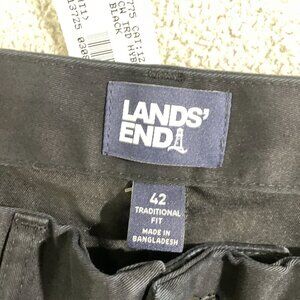 BLACK
LANDS'
END
42
TRADITIONAL
FIT
MADE IN
BANGLADESH